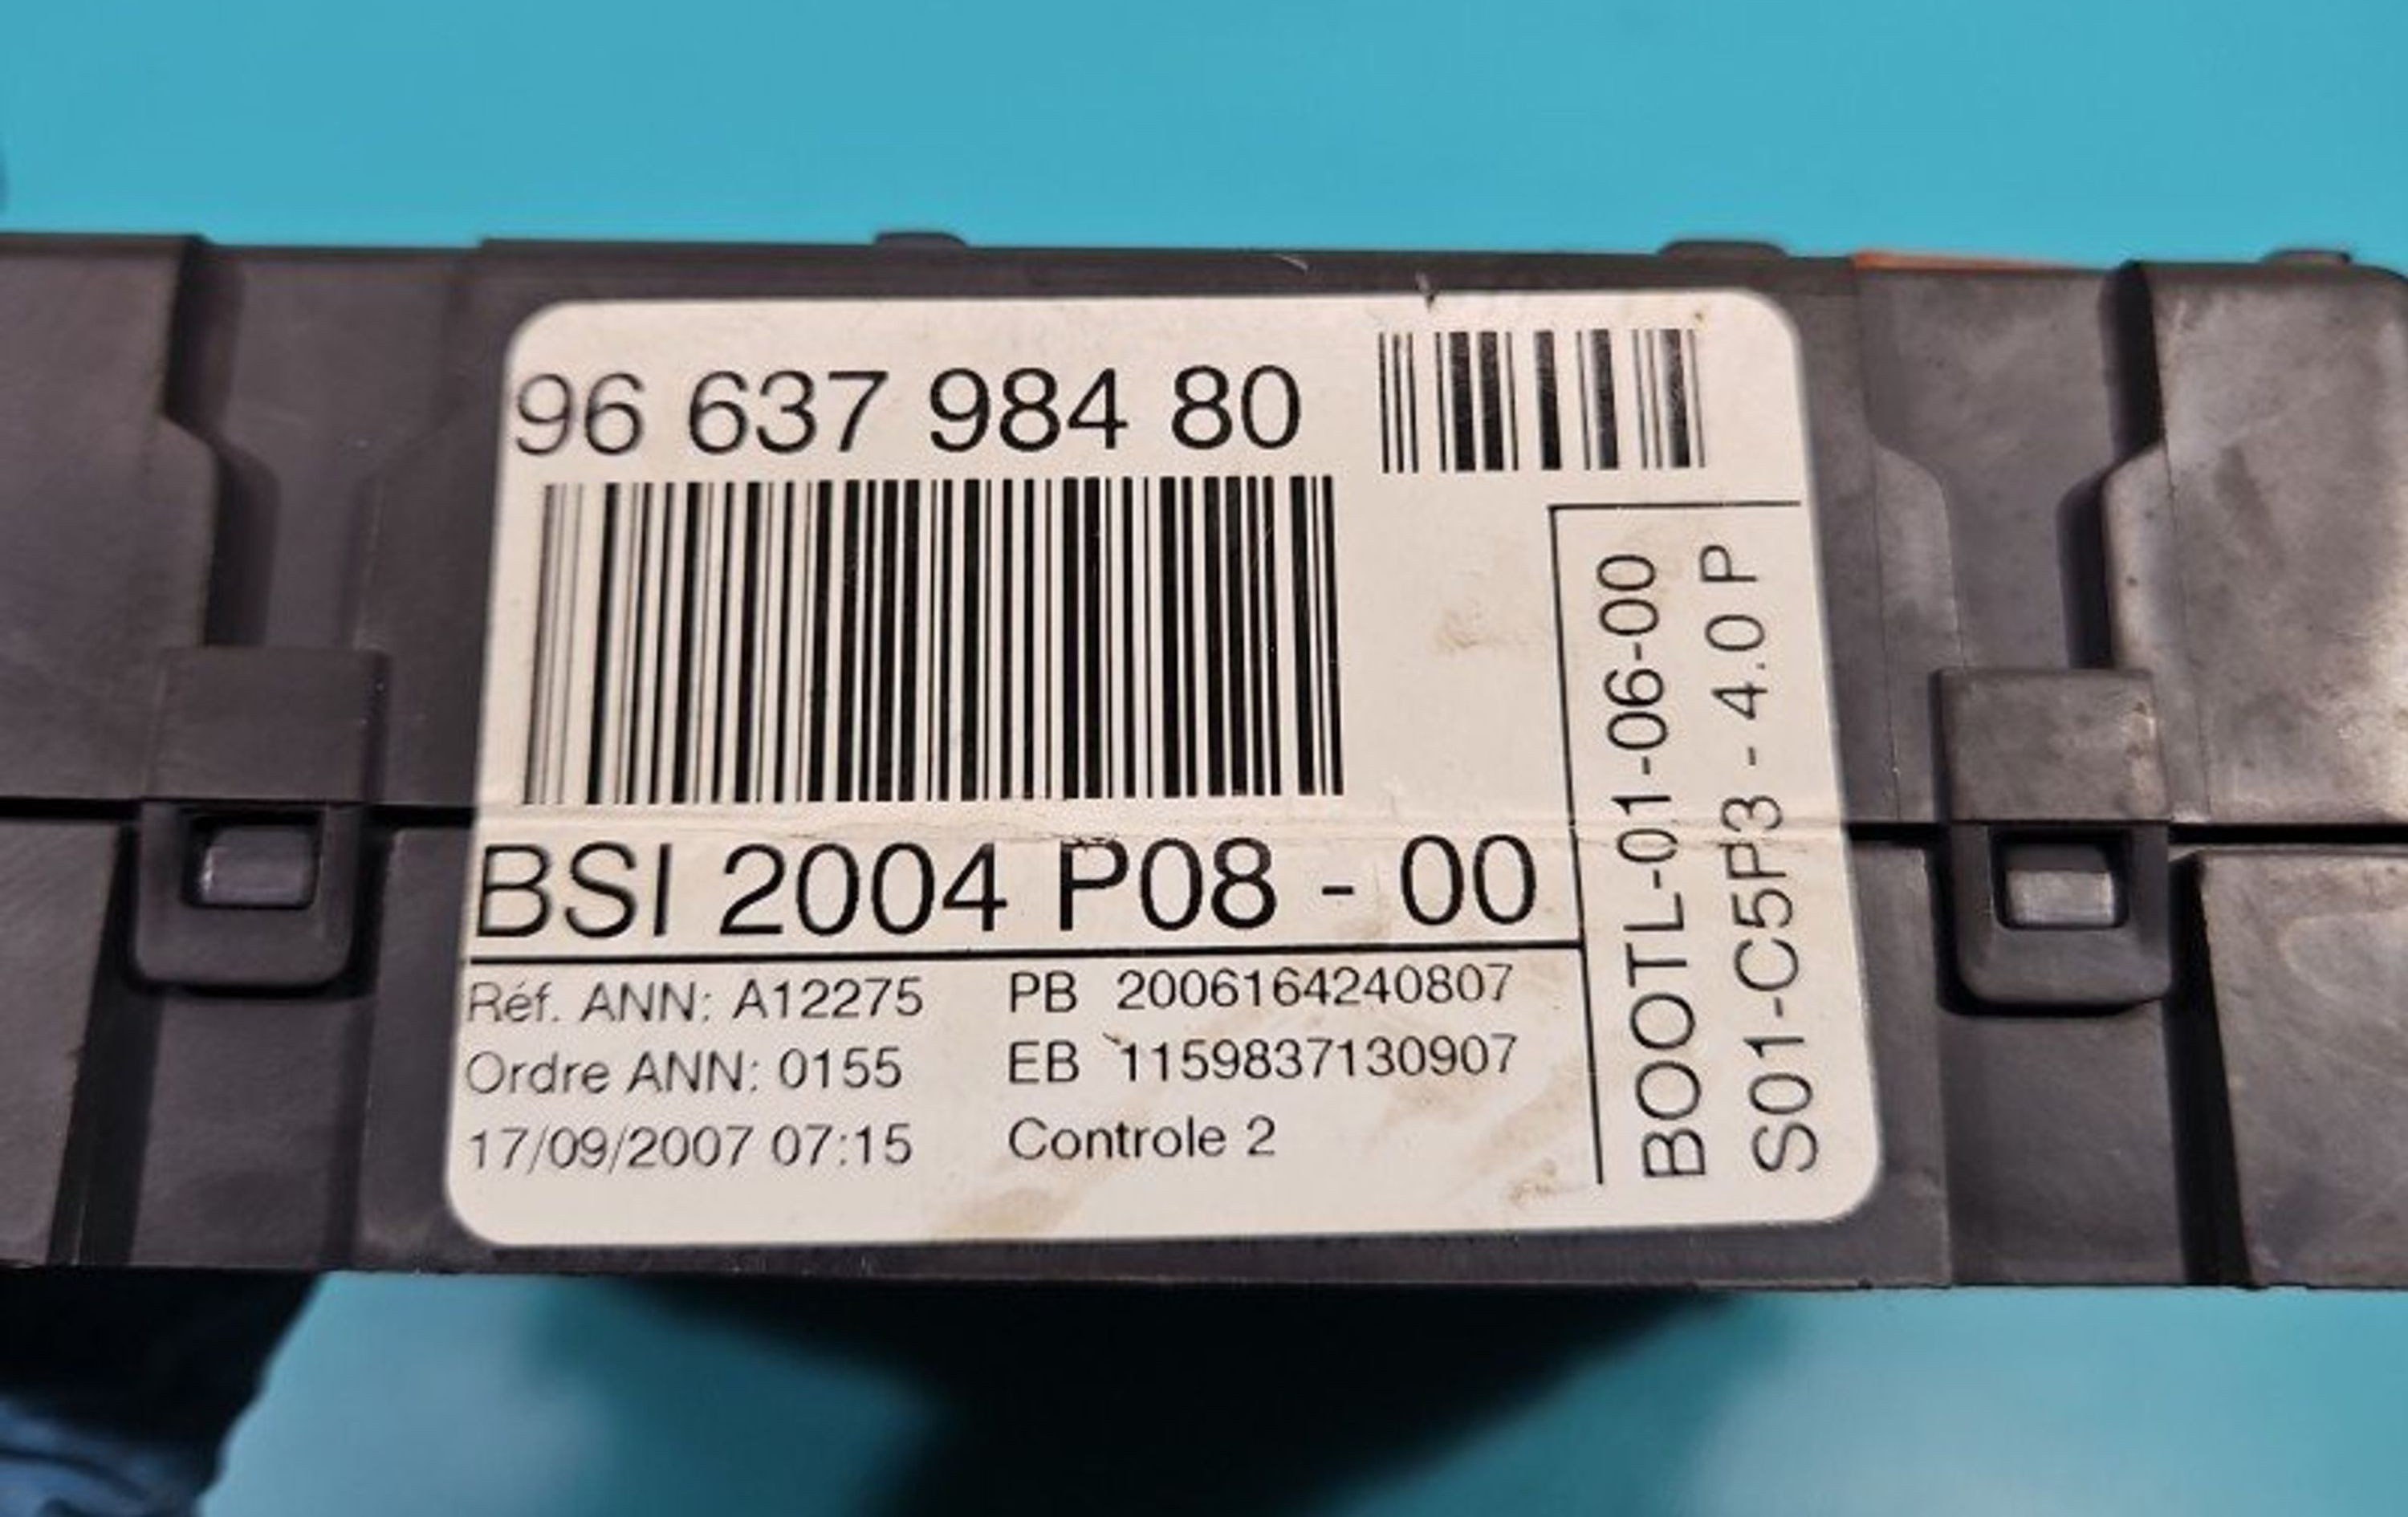 96 637 984 80
BSI 2004 P08 - 00
Réf. ANN: A12275 PB 2006164240807
Ordre ANN: 0155 EB 1159837130907
17/09/2007 07:15 Controle 2
BOOTL-01-06-00
S01-C5P3 - 4.0 P